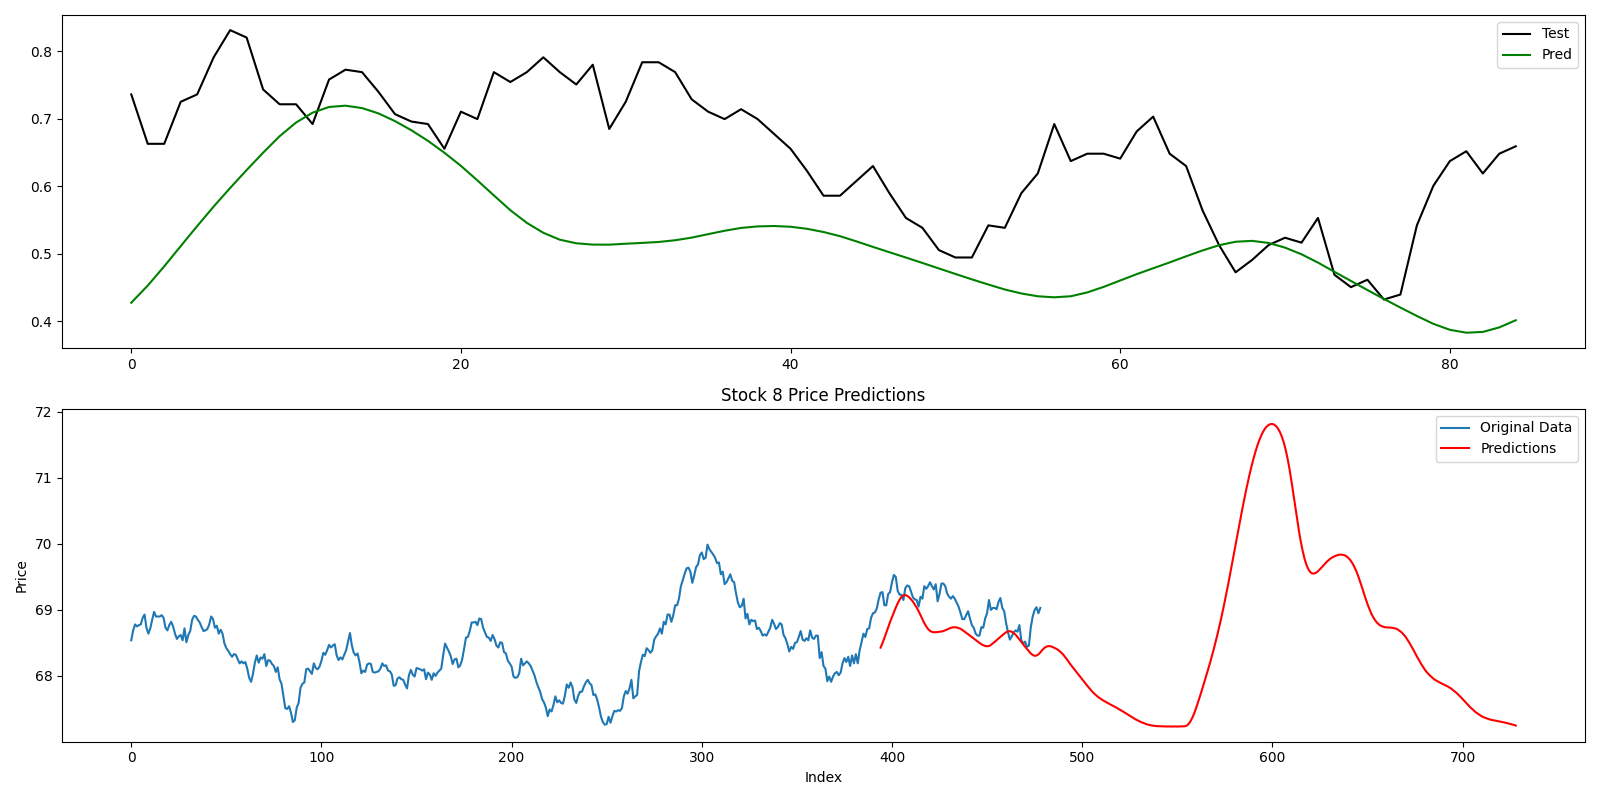 0.8
0.7
0.6
0.5
0.4
Test
Pred
0 20 40 60 80
Stock 8 Price Predictions
72
71
70
69
68
Price
Original Data
Predictions
0 100 200 300 400 500 600 700
Index